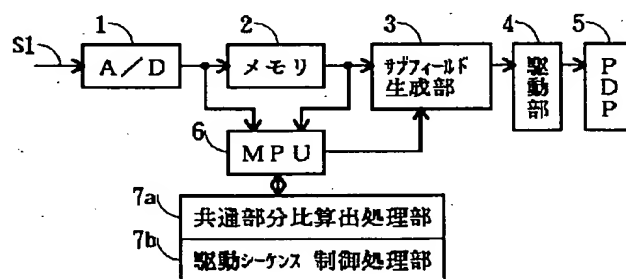 1
2
3
4
5
S1
A/D
メモリ
サブフィールド
生成部
駆動部
PDP
6
MPU
7a
共通部分比算出処理部
7b
駆動シーケンス 制御処理部